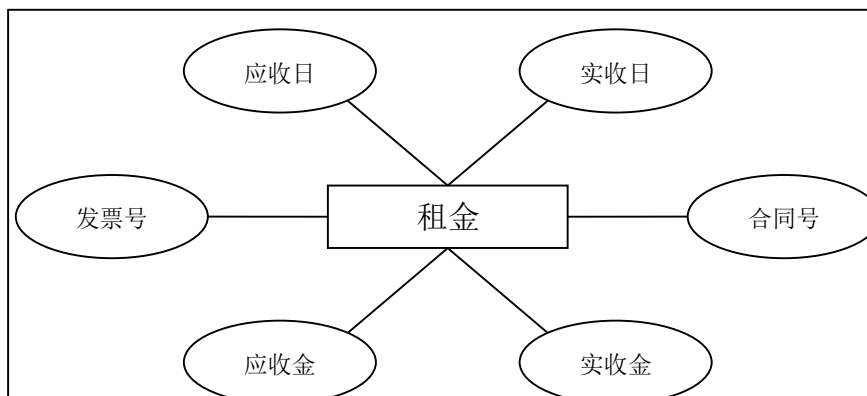 应收日
实收日
发票号
租金
合同号
应收金
实收金